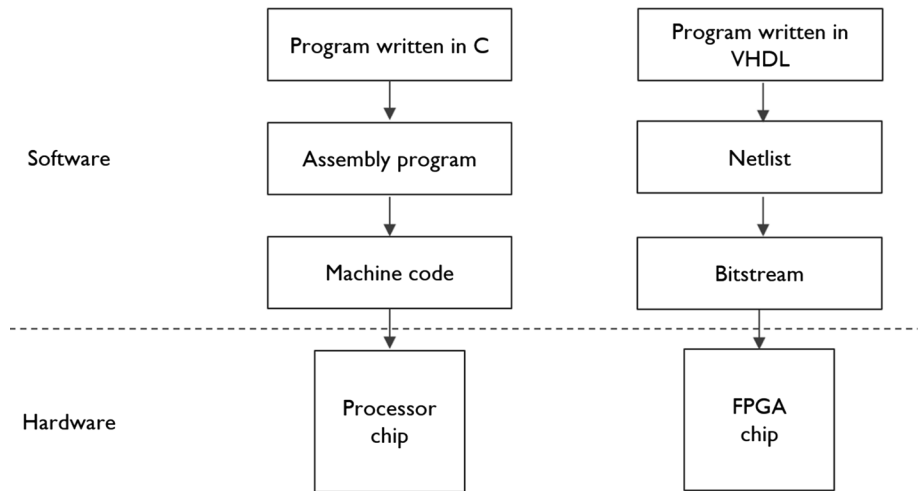 Program written in C
Program written in
VHDL
Software
Assembly program
Netlist
Machine code
Bitstream
Hardware
Processor
chip
FPGA
chip